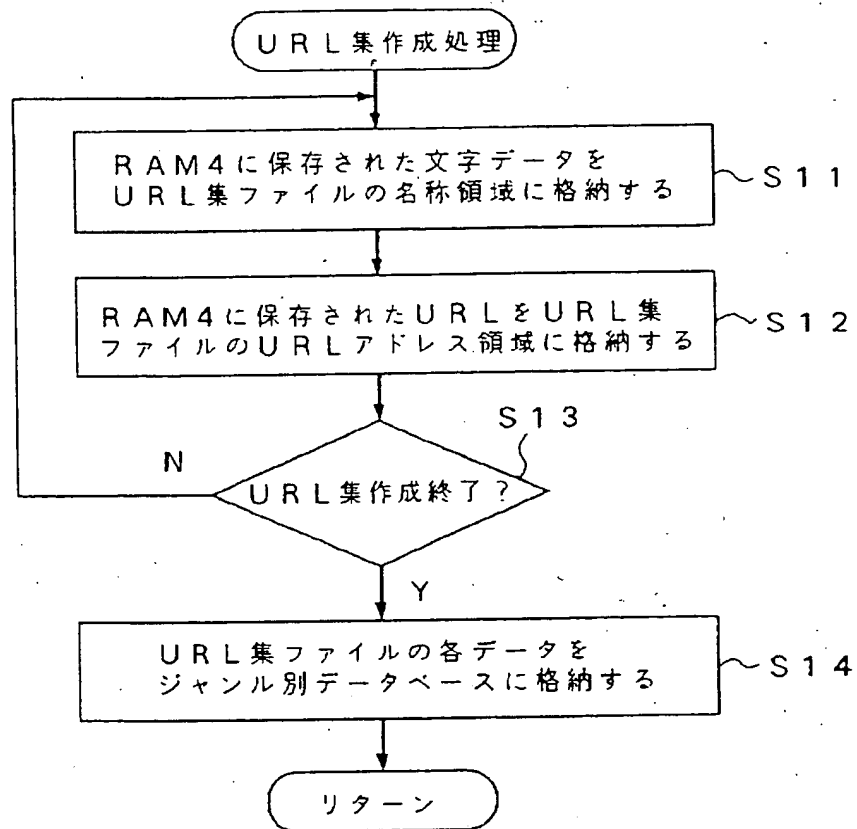 URL集作成処理
RAM4に保存された文字データを
URL集ファイルの名称領域に格納する
S11
RAM4に保存されたURLをURL集
ファイルのURLアドレス領域に格納する
S12
S13
N
URL集作成終了?
Y
URL集ファイルの各データを
ジャンル別データベースに格納する
S14
リターン